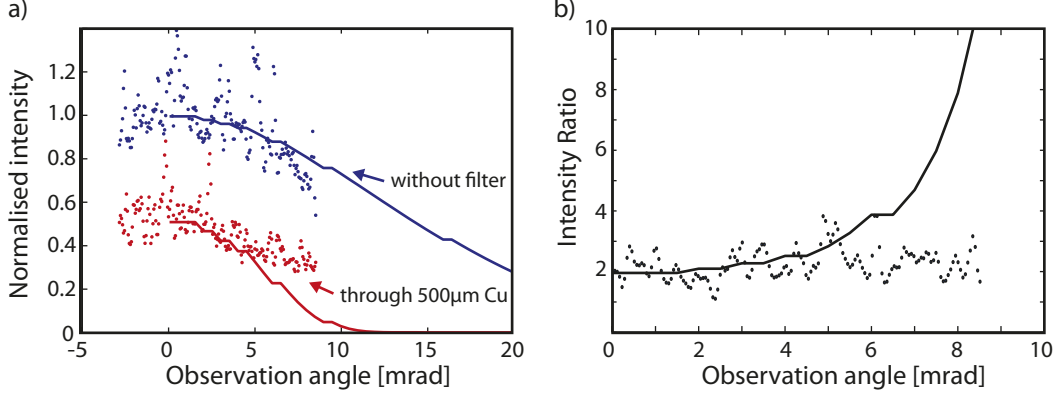 a)
Normalised intensity
1.2
1.0
0.8
0.6
0.4
0.2
0
without filter
through 500μm Cu
-5 0 5 10 15 20
Observation angle [mrad]
b)
Intensity Ratio
10
8
6
4
2
0 2 4 6 8 10
Observation angle [mrad]